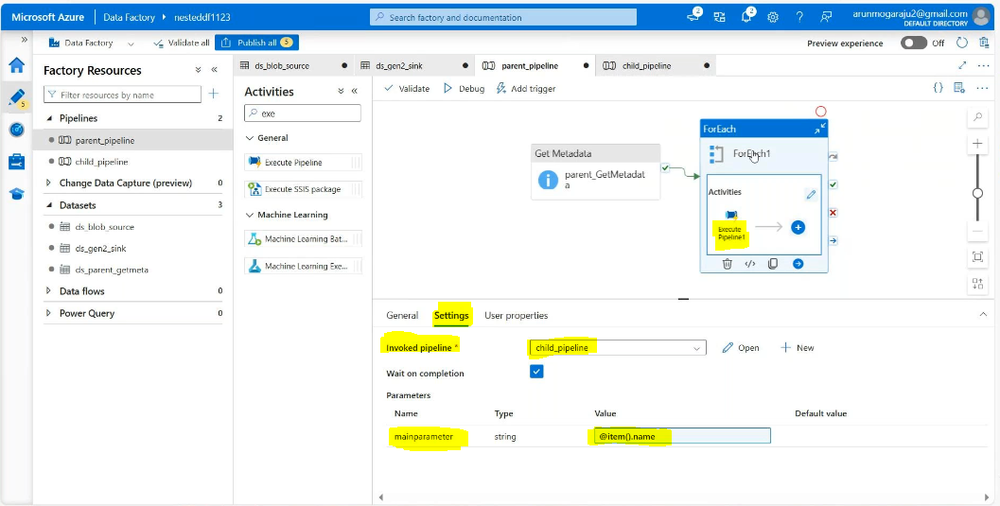 Microsoft Azure | Data Factory ▸ nesteddf1123
Search factory and documentation
2
2
arunmogaraju2@gmail.com
DEFAULT DIRECTORY
Data Factory
Validate all
Publish all 5
Preview experience Off
5
Factory Resources
Filter resources by name
Pipelines 2
parent_pipeline
child_pipeline
Change Data Capture (preview) 0
Datasets 3
ds_blob_source
ds_gen2_sink
ds_parent_getmeta
Data flows 0
Power Query 0
ds_blob_source
ds_gen2_sink
parent_pipeline
child_pipeline
Activities
exe
General
Execute Pipeline
Execute SSIS package
Machine Learning
Machine Learning Bat...
Machine Learning Exe...
Validate
Debug
Add trigger
Get Metadata
parent_GetMetadat
a
ForEach
ForEach1
Activities
Execute
Pipeline1
General
Settings
User properties
Invoked pipeline *
child_pipeline
Open
New
Wait on completion
Parameters
Name Type Value Default value
mainparameter string @item().name